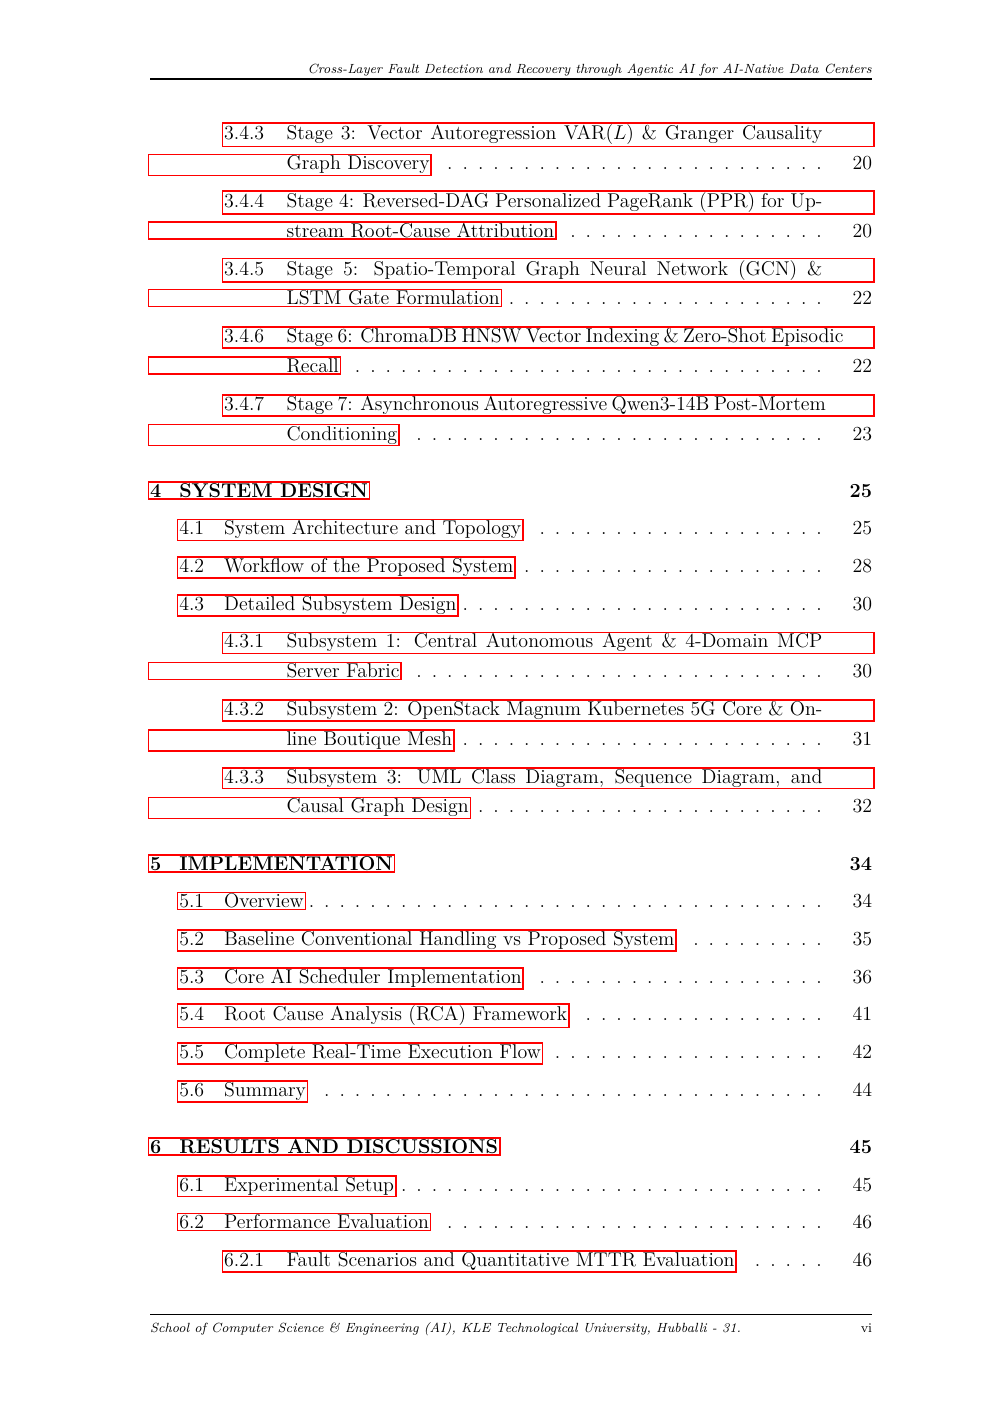 Cross-Layer Fault Detection and Recovery through Agentic AI for AI-Native Data Centers
3.4.3 Stage 3: Vector Autoregression VAR(L) & Granger Causality
Graph Discovery . . . . . . . . . . . . . . . . . . . . . . . . . 20
3.4.4 Stage 4: Reversed-DAG Personalized PageRank (PPR) for Up-
stream Root-Cause Attribution . . . . . . . . . . . . . . . . . 20
3.4.5 Stage 5: Spatio-Temporal Graph Neural Network (GCN) &
LSTM Gate Formulation . . . . . . . . . . . . . . . . . . . . . 22
3.4.6 Stage 6: ChromaDB HNSW Vector Indexing & Zero-Shot Episodic
Recall . . . . . . . . . . . . . . . . . . . . . . . . . . . . . . . 22
3.4.7 Stage 7: Asynchronous Autoregressive Qwen3-14B Post-Mortem
Conditioning . . . . . . . . . . . . . . . . . . . . . . . . . . . 23
4 SYSTEM DESIGN 25
4.1 System Architecture and Topology . . . . . . . . . . . . . . . . . . . 25
4.2 Workflow of the Proposed System . . . . . . . . . . . . . . . . . . . . 28
4.3 Detailed Subsystem Design . . . . . . . . . . . . . . . . . . . . . . . . 30
4.3.1 Subsystem 1: Central Autonomous Agent & 4-Domain MCP
Server Fabric . . . . . . . . . . . . . . . . . . . . . . . . . . . 30
4.3.2 Subsystem 2: OpenStack Magnum Kubernetes 5G Core & On-
line Boutique Mesh . . . . . . . . . . . . . . . . . . . . . . . . 31
4.3.3 Subsystem 3: UML Class Diagram, Sequence Diagram, and
Causal Graph Design . . . . . . . . . . . . . . . . . . . . . . . 32
5 IMPLEMENTATION 34
5.1 Overview . . . . . . . . . . . . . . . . . . . . . . . . . . . . . . . . . . 34
5.2 Baseline Conventional Handling vs Proposed System . . . . . . . . . 35
5.3 Core AI Scheduler Implementation . . . . . . . . . . . . . . . . . . . 36
5.4 Root Cause Analysis (RCA) Framework . . . . . . . . . . . . . . . . 41
5.5 Complete Real-Time Execution Flow . . . . . . . . . . . . . . . . . . 42
5.6 Summary . . . . . . . . . . . . . . . . . . . . . . . . . . . . . . . . . 44
6 RESULTS AND DISCUSSIONS 45
6.1 Experimental Setup . . . . . . . . . . . . . . . . . . . . . . . . . . . . 45
6.2 Performance Evaluation . . . . . . . . . . . . . . . . . . . . . . . . . 46
6.2.1 Fault Scenarios and Quantitative MTTR Evaluation . . . . . 46
School of Computer Science & Engineering (AI), KLE Technological University, Hubballi - 31. vi